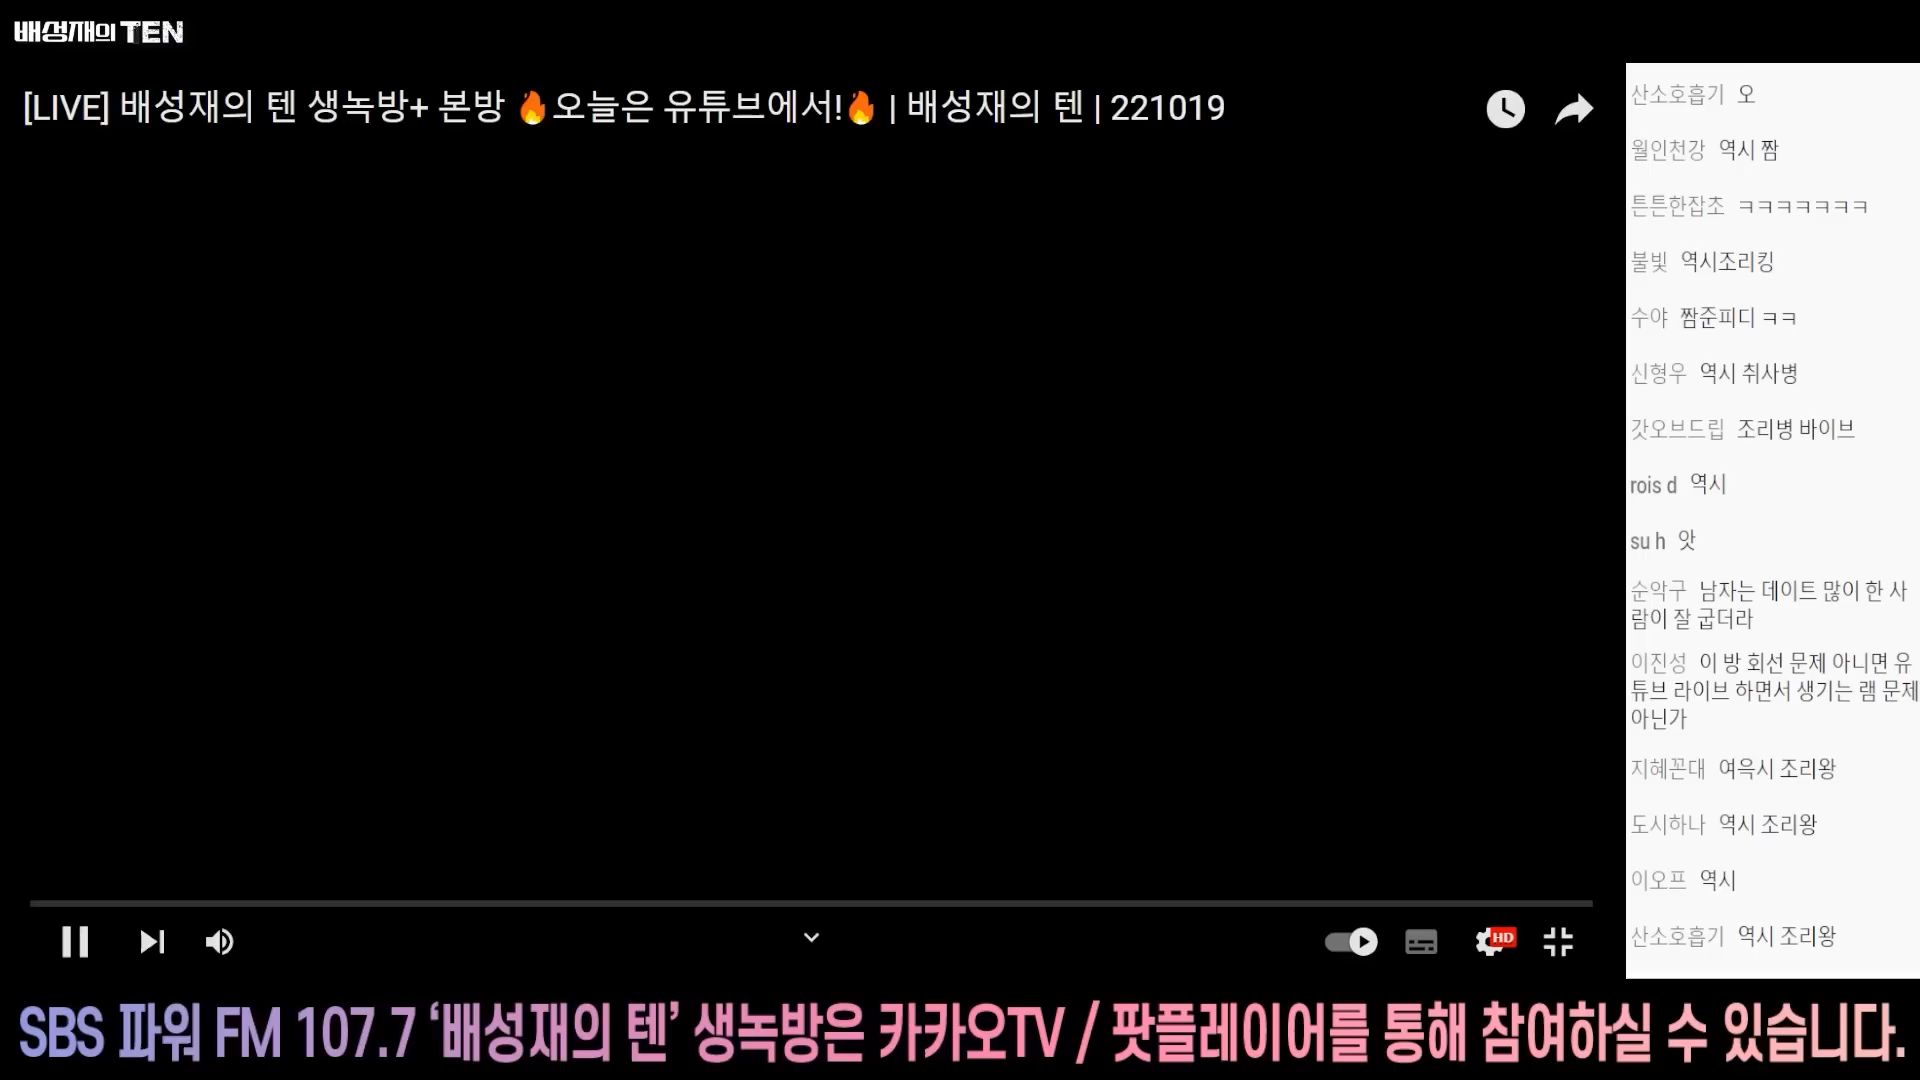 배성재의 TEN
[LIVE] 배성재의 텐 생녹방+ 본방 🔥오늘은 유튜브에서!🔥 | 배성재의 텐 | 221019
산소호흡기 오
월인천강 역시 짬
튼튼한잡초 ㅋㅋㅋㅋㅋㅋㅋ
불빛 역시조리킹
수야 짬준피디 ㅋㅋ
신형우 역시 취사병
갓오브드립 조리병 바이브
rois d 역시
su h 앗
순악구 남자는 데이트 많이 한 사
람이 잘 굽더라
이진성 이 방 회선 문제 아니면 유
튜브 라이브 하면서 생기는 램 문제
아닌가
지혜꼰대 여윽시 조리왕
도시하나 역시 조리왕
이오프 역시
산소호흡기 역시 조리왕
HD
SBS 파워 FM 107.7 ‘배성재의 텐’ 생녹방은 카카오TV / 팟플레이어를 통해 참여하실 수 있습니다.